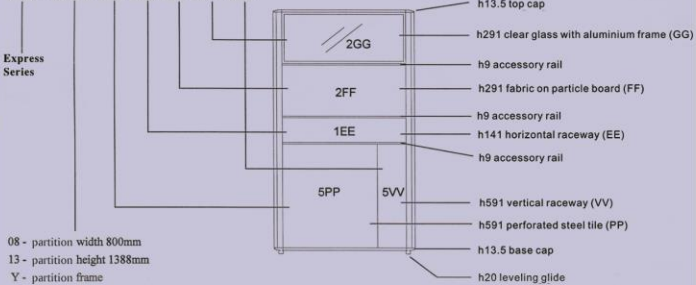 h13.5 top cap
h291 clear glass with aluminium frame (GG)
2GG
Express
Series
h9 accessory rail
2FF
h291 fabric on particle board (FF)
h9 accessory rail
1EE
h141 horizontal raceway (EE)
h9 accessory rail
5PP
5VV
h591 vertical raceway (VV)
h591 perforated steel tile (PP)
08 - partition width 800mm
h13.5 base cap
13 - partition height 1388mm
Y - partition frame
h20 leveling glide